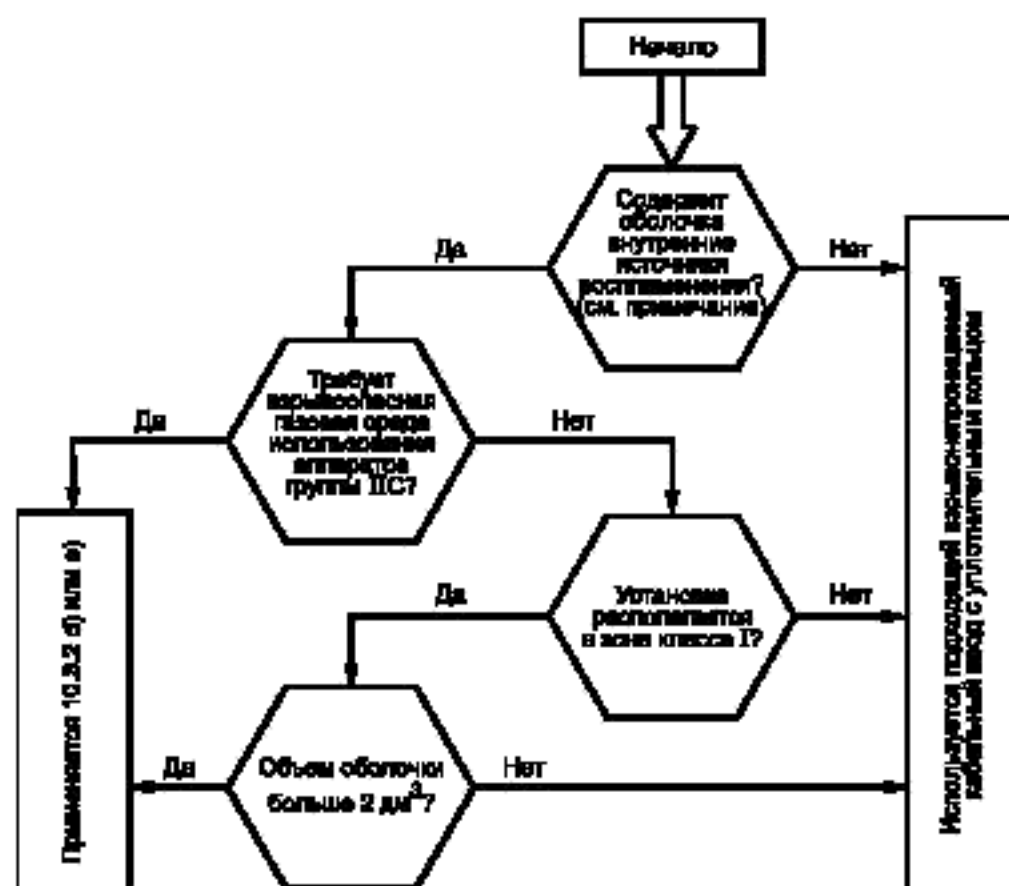 Начало
Содержит
оболочка
внутренние
источники
воспламенения?
(см. примечание)
Да
Нет
Требует
взрывоопасная
газовая среда
использования
аппаратов
группы IIC?
Да
Нет
Установка
располагается
в зоне класса I?
Да
Нет
Объем оболочки
больше 2 дм³?
Да
Нет
Применяется 10.3.2 d) или e)
Используется подходящий взрывонепроницаемый
кабельный ввод с уплотнительным кольцом